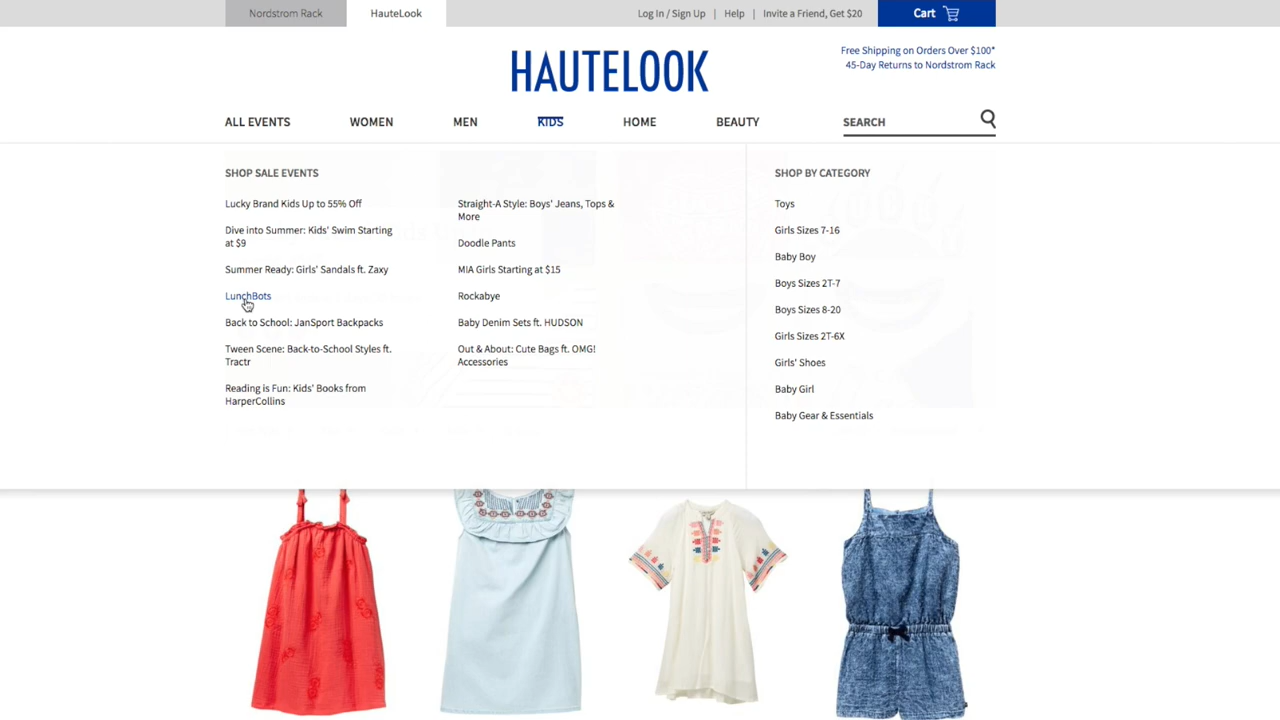 Nordstrom Rack
HauteLook
Log In / Sign Up | Help | Invite a Friend, Get $20
Cart
Free Shipping on Orders Over $100*
45-Day Returns to Nordstrom Rack
HAUTELOOK
ALL EVENTS
WOMEN
MEN
KIDS
HOME
BEAUTY
SEARCH
SHOP SALE EVENTS
Lucky Brand Kids Up to 55% Off
Dive into Summer: Kids' Swim Starting
at $9
Summer Ready: Girls' Sandals ft. Zaxy
LunchBots
Back to School: JanSport Backpacks
Tween Scene: Back-to-School Styles ft.
Tractr
Reading is Fun: Kids' Books from
HarperCollins
Straight-A Style: Boys' Jeans, Tops &
More
Doodle Pants
MIA Girls Starting at $15
Rockabye
Baby Denim Sets ft. HUDSON
Out & About: Cute Bags ft. OMG!
Accessories
SHOP BY CATEGORY
Toys
Girls Sizes 7-16
Baby Boy
Boys Sizes 2T-7
Boys Sizes 8-20
Girls Sizes 2T-6X
Girls' Shoes
Baby Girl
Baby Gear & Essentials